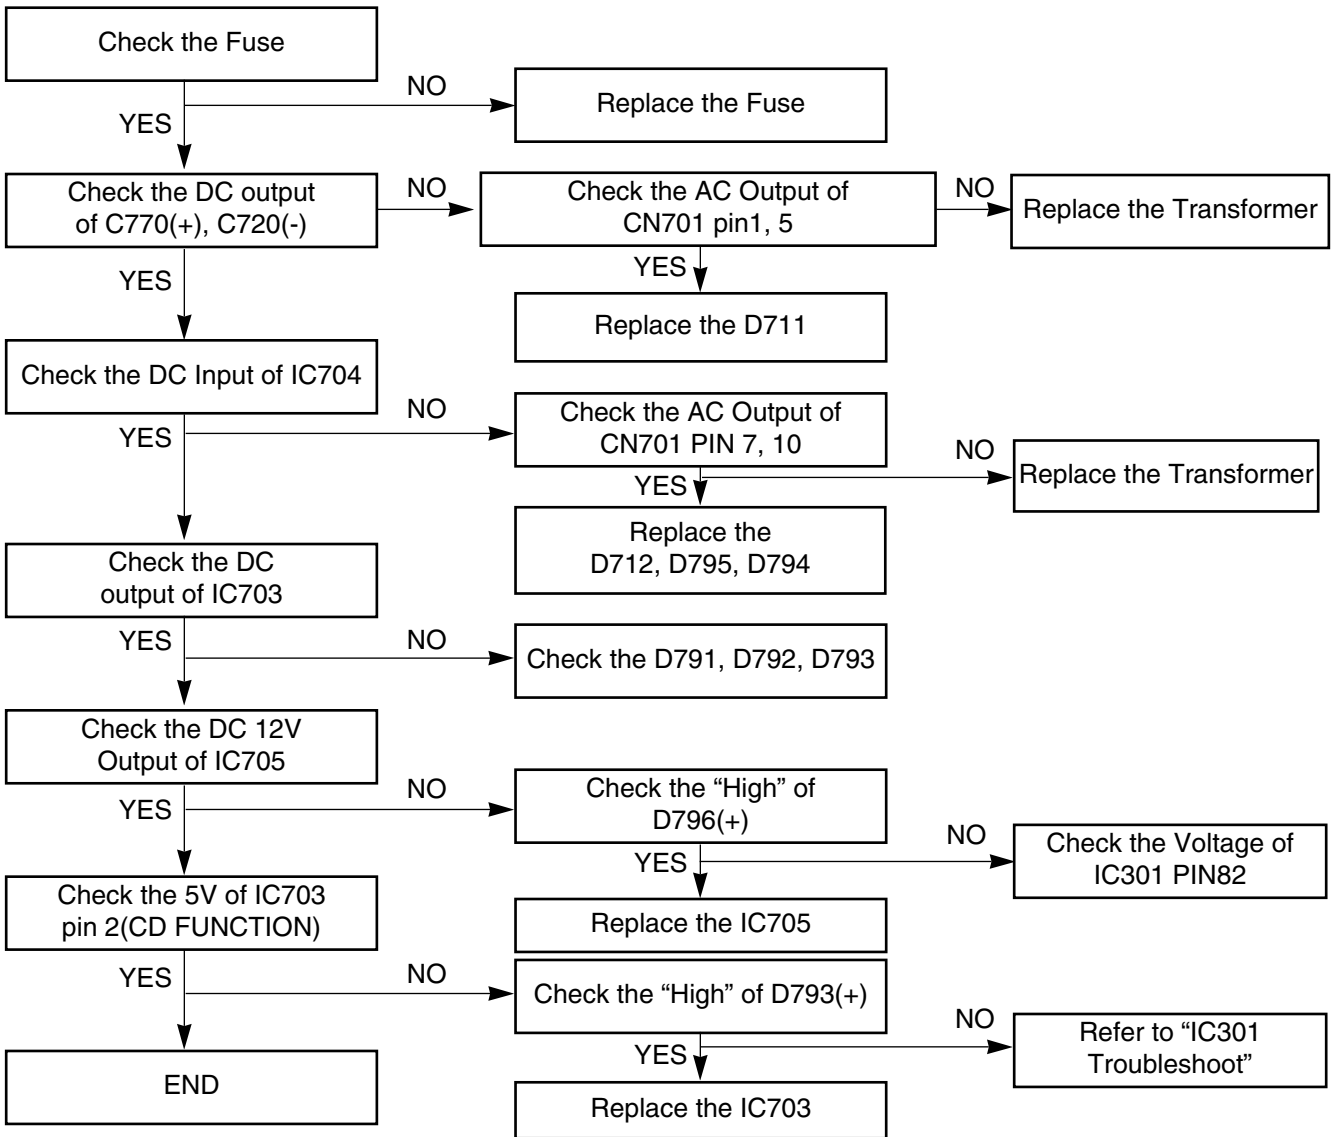 Check the Fuse
NO
Replace the Fuse
YES
Check the DC output
of C770(+), C720(-)
NO
Check the AC Output of
CN701 pin1, 5
NO
Replace the Transformer
YES
YES
Replace the D711
Check the DC Input of IC704
NO
Check the AC Output of
CN701 PIN 7, 10
YES
NO
Replace the Transformer
YES
Replace the
D712, D795, D794
Check the DC
output of IC703
YES
NO
Check the D791, D792, D793
Check the DC 12V
Output of IC705
YES
NO
Check the “High” of
D796(+)
NO
Check the Voltage of
IC301 PIN82
YES
Replace the IC705
Check the 5V of IC703
pin 2(CD FUNCTION)
YES
NO
Check the “High” of D793(+)
NO
Refer to “IC301
Troubleshoot”
YES
Replace the IC703
END